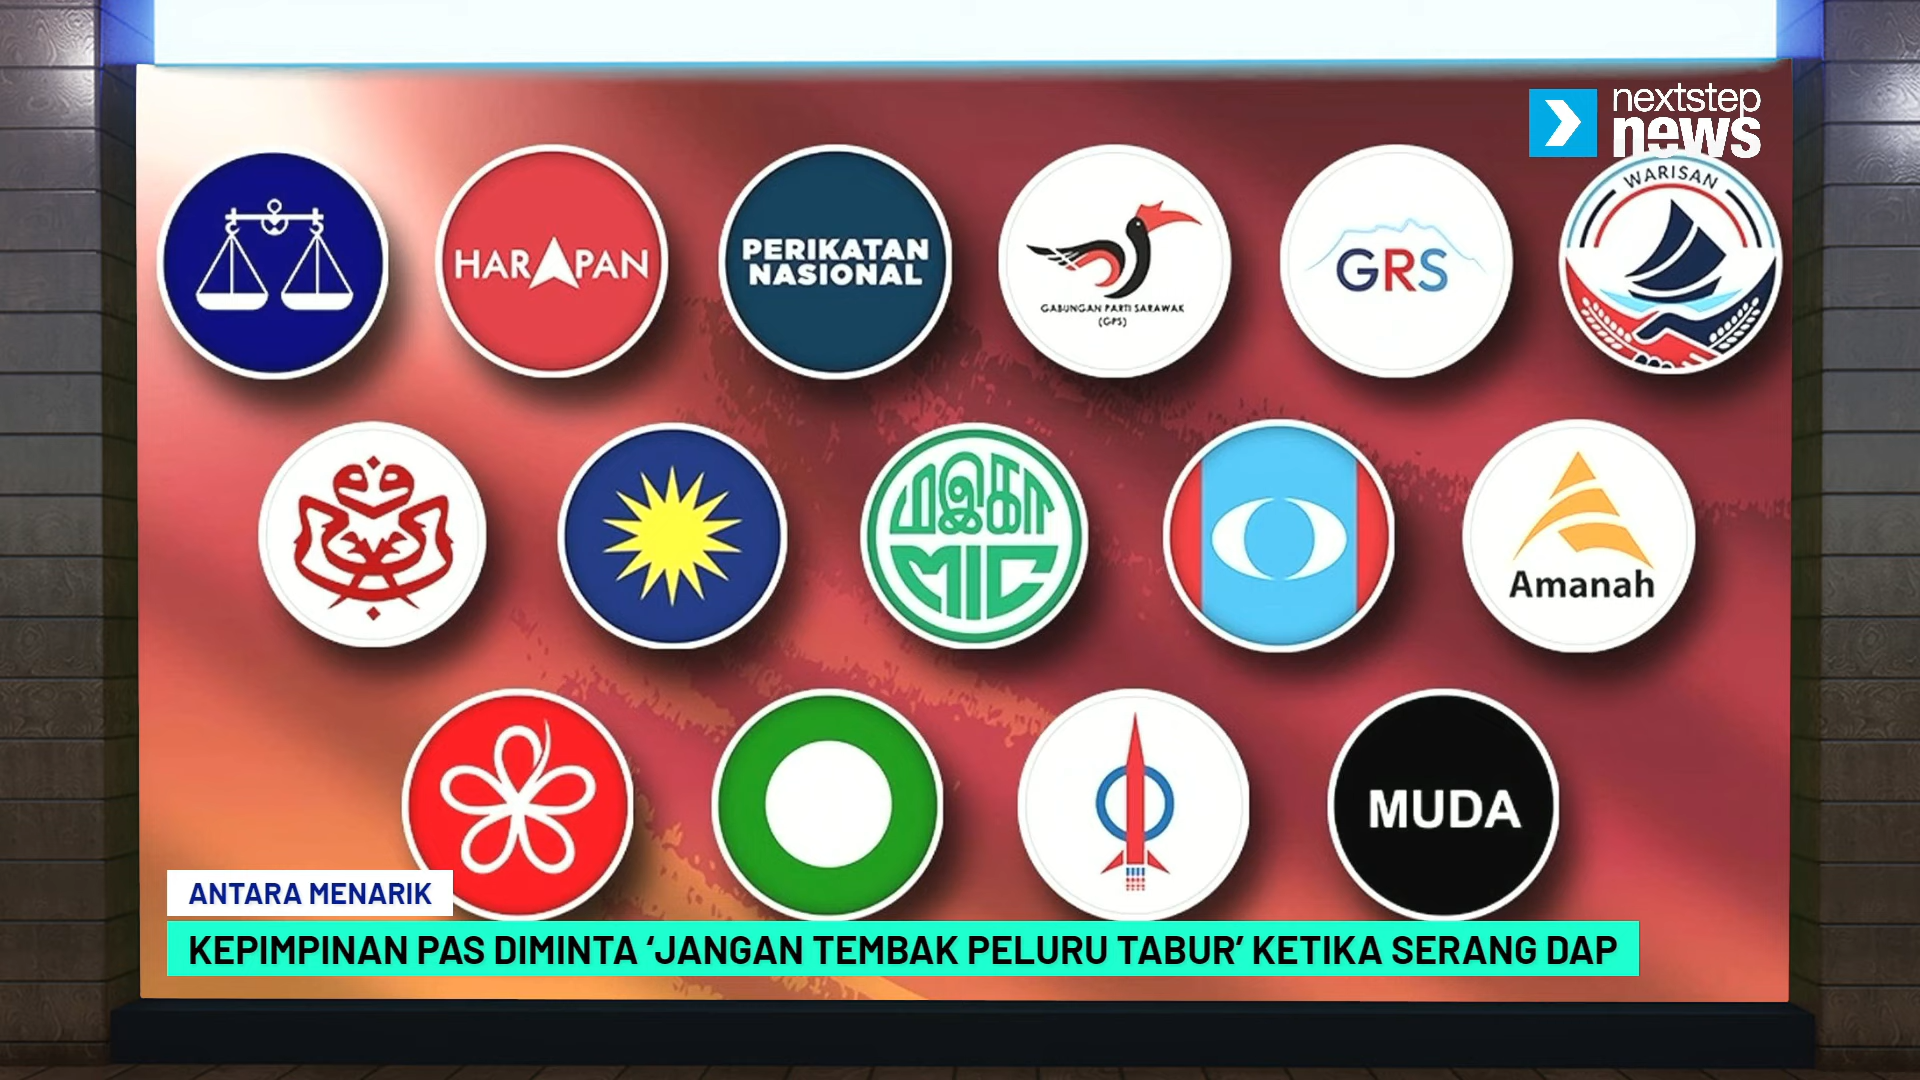 nextstep
news
HARAPAN
PERIKATAN
NASIONAL
GABUNGAN PARTI SARAWAK
(GPS)
GRS
WARISAN
மஇகா
MIC
Amanah
MUDA
ANTARA MENARIK
KEPIMPINAN PAS DIMINTA ‘JANGAN TEMBAK PELURU TABUR’ KETIKA SERANG DAP